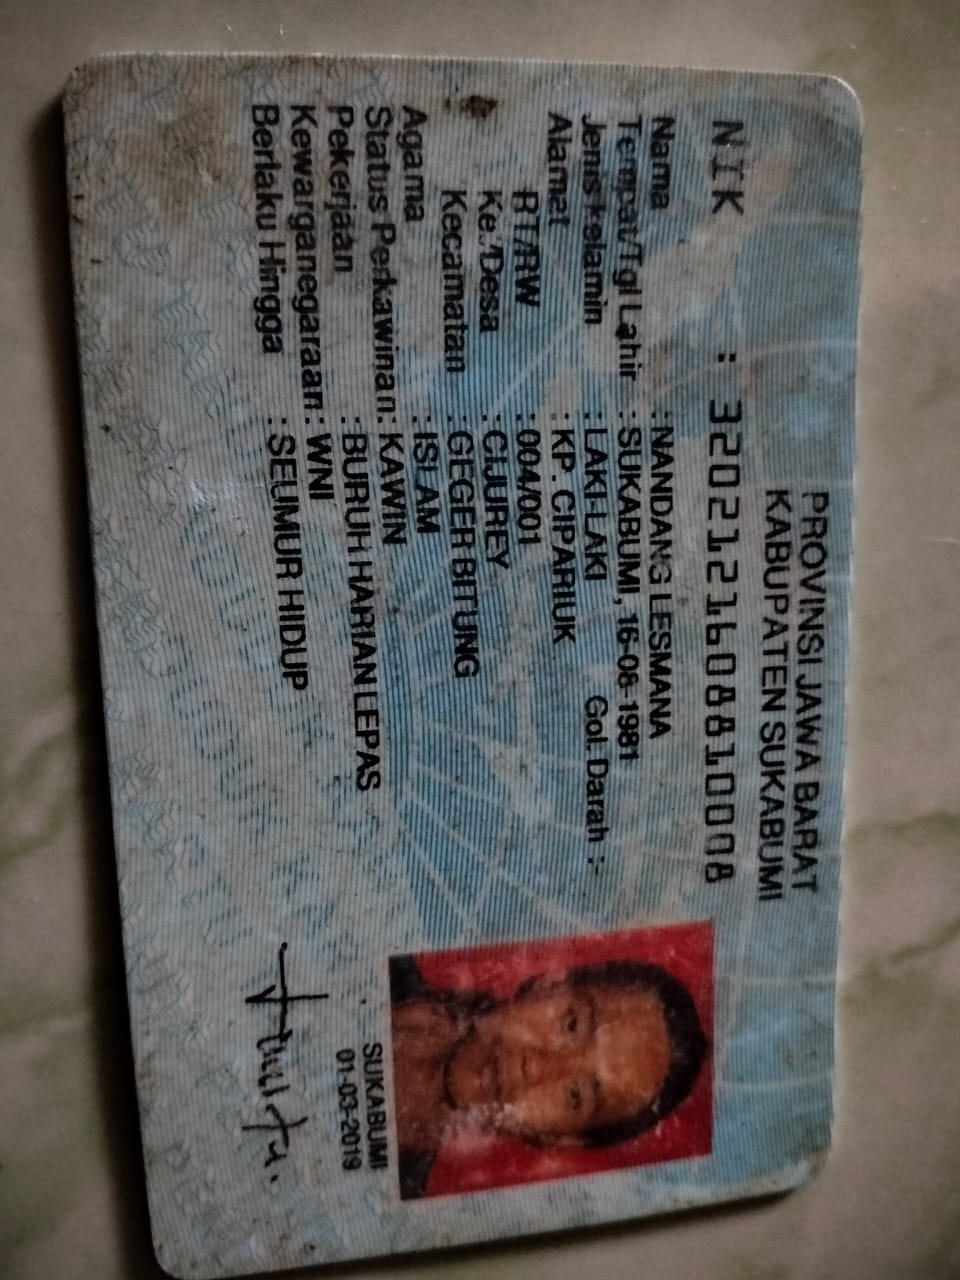 PROVINSI JAWA BARAT
KABUPATEN SUKABUMI
NIK : 3202121608810008
Nama : NANDANG LESMANA
Tempat/Tgl Lahir : SUKABUMI, 16-08-1981
Jenis kelamin : LAKI-LAKI Gol. Darah :-
Alamat : KP. CIPARIUK
RT/RW : 004/001
Kel/Desa : CIJUREY
Kecamatan : GEGERBITUNG
Agama : ISLAM
Status Perkawinan: KAWIN
Pekerjaan : BURUH HARIAN LEPAS
Kewarganegaraan: WNI
Berlaku Hingga : SEUMUR HIDUP
SUKABUMI
01-03-2019